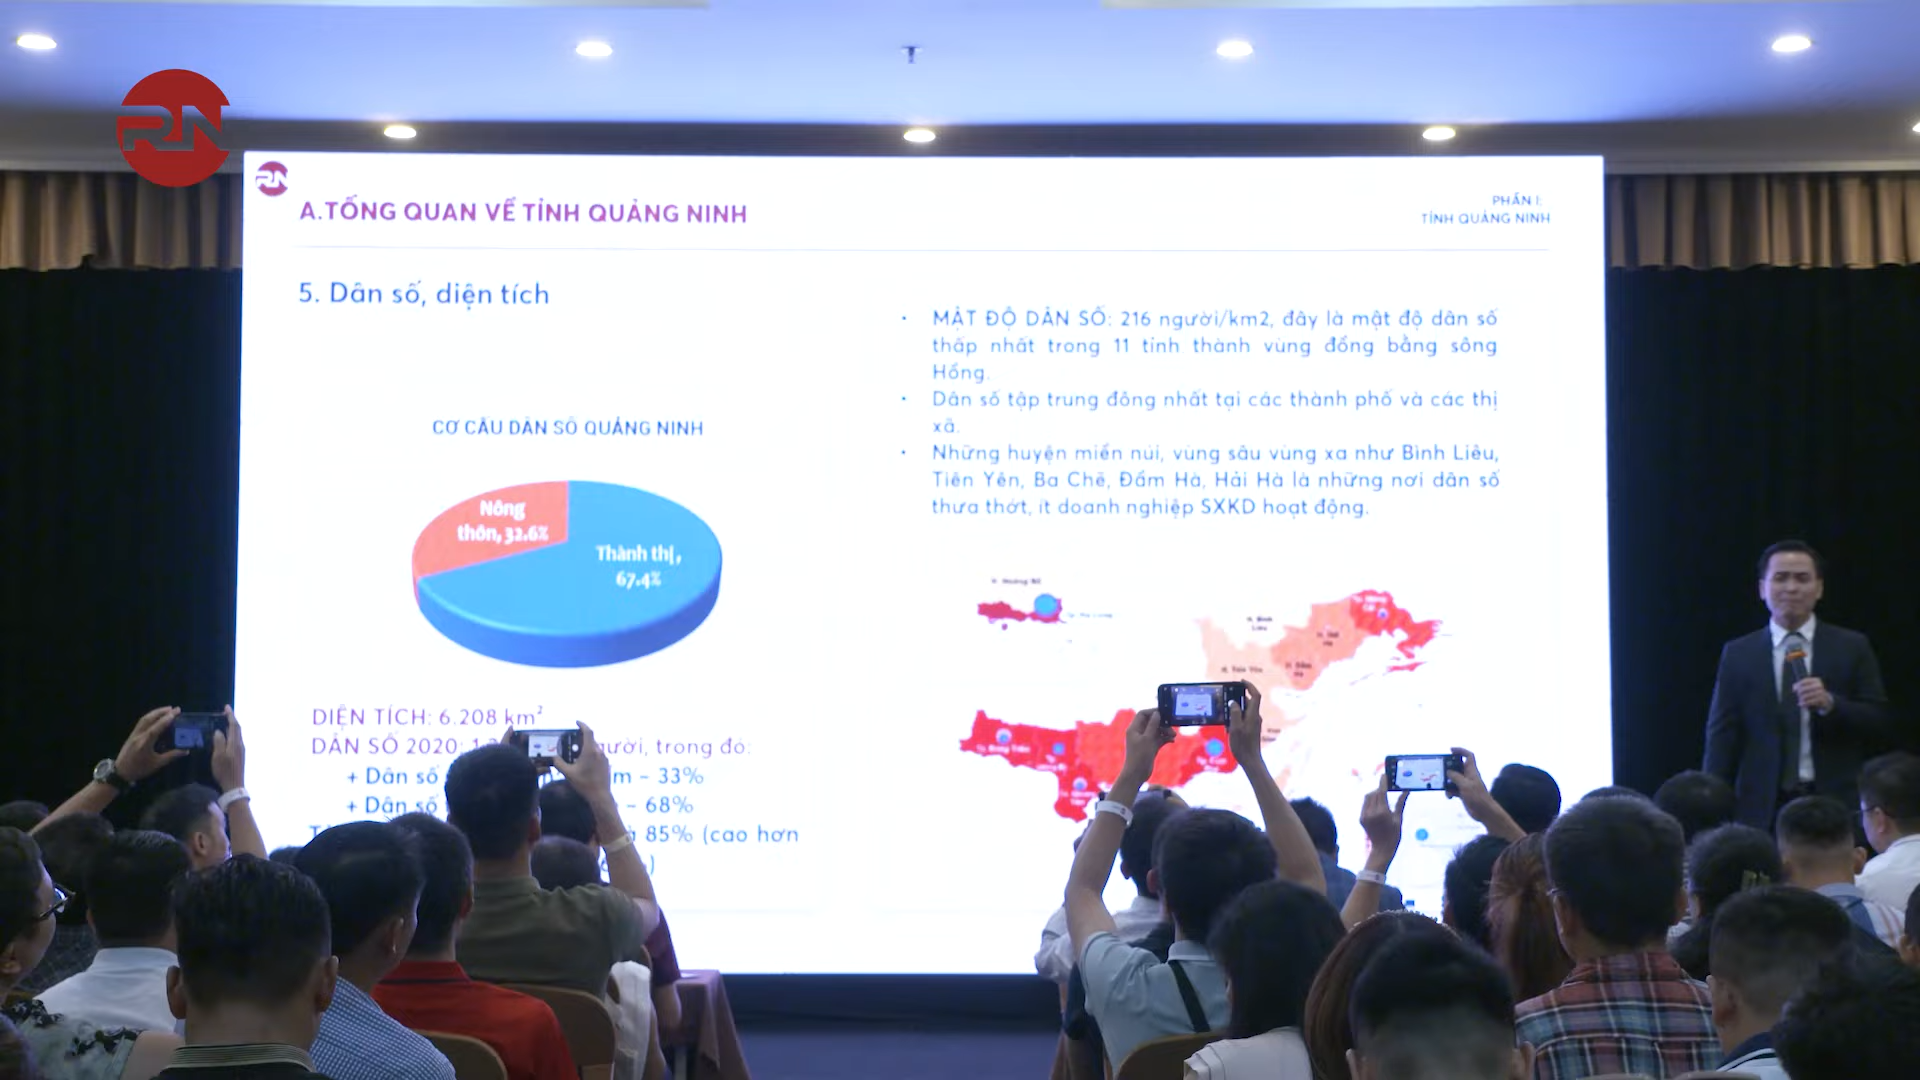 RN
RN
A.TỔNG QUAN VỀ TỈNH QUẢNG NINH
PHẦN I:
TỈNH QUẢNG NINH
5. Dân số, diện tích
CƠ CẤU DÂN SỐ QUẢNG NINH
Nông
thôn, 32.6%
Thành thị,
67.4%
DIỆN TÍCH: 6.208 km²
DÂN SỐ 2020: người, trong đó:
+ Dân số – 33%
+ Dân số – 68%
85% (cao hơn
• MẬT ĐỘ DÂN SỐ: 216 người/km2, đây là mật độ dân số
thấp nhất trong 11 tỉnh thành vùng đồng bằng sông
Hồng.
• Dân số tập trung đông nhất tại các thành phố và các thị
xã.
• Những huyện miền núi, vùng sâu vùng xa như Bình Liêu,
Tiên Yên, Ba Chẽ, Đầm Hà, Hải Hà là những nơi dân số
thưa thớt, ít doanh nghiệp SXKD hoạt động.